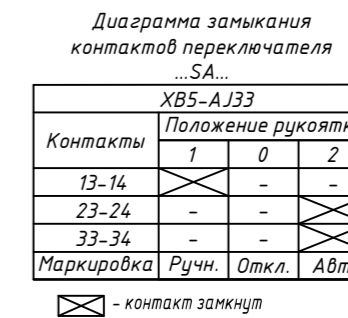 Диаграмма замыкания
контактов переключателя
...SA...
XB5-AJ33
Контакты Положение рукоятк
1 0 2
13-14 - -
23-24 - -
33-34 - -
Маркировка Ручн. Откл. Авт
- контакт замкнут